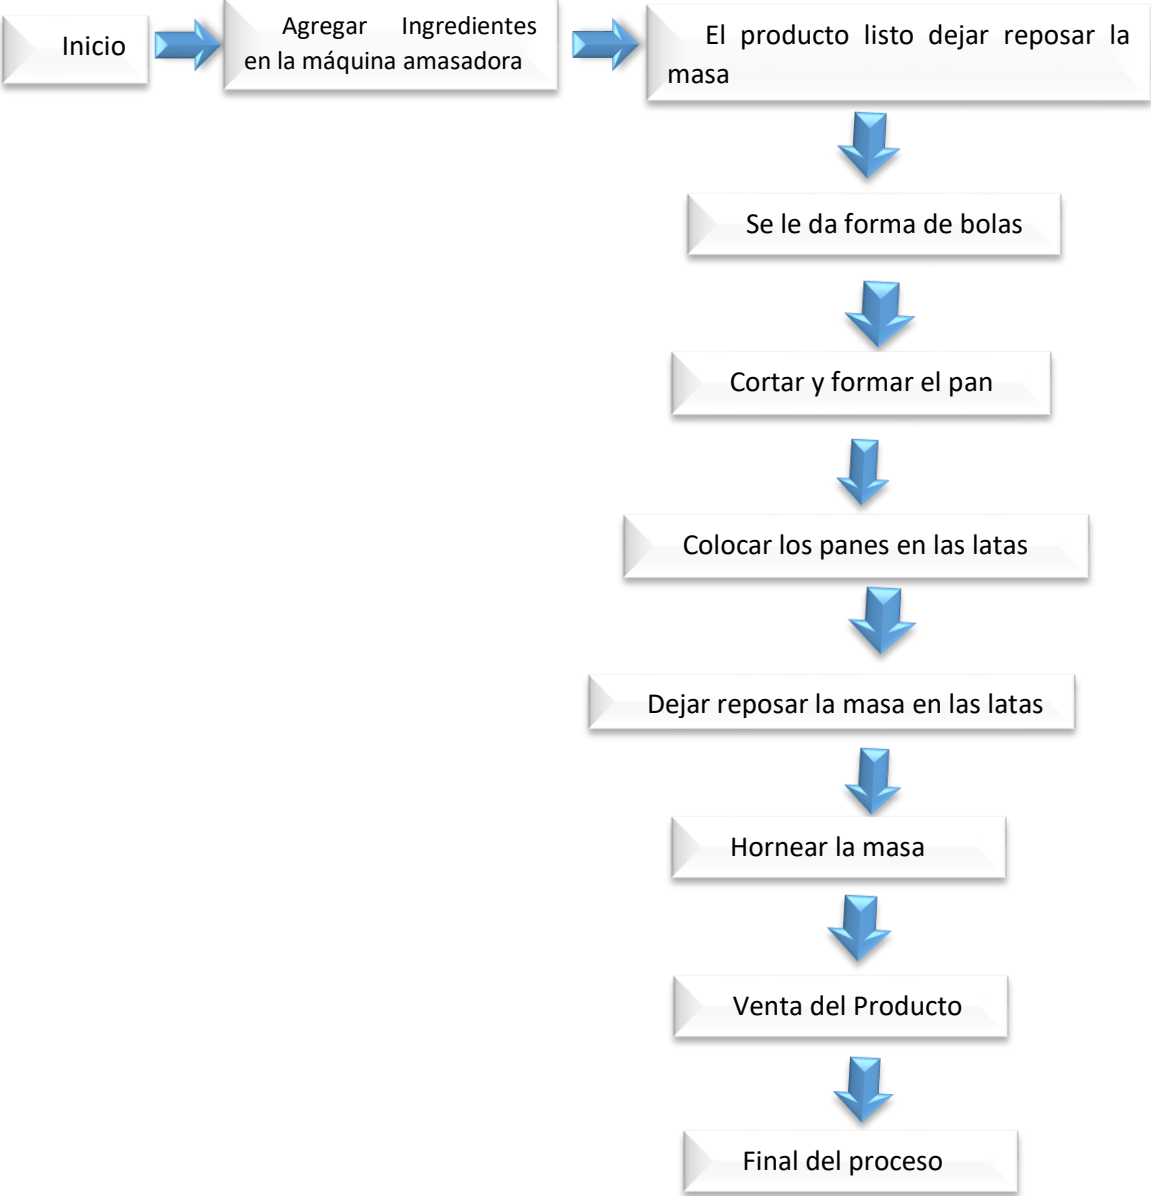 Inicio
Agregar Ingredientes
en la máquina amasadora
El producto listo dejar reposar la
masa
Se le da forma de bolas
Cortar y formar el pan
Colocar los panes en las latas
Dejar reposar la masa en las latas
Hornear la masa
Venta del Producto
Final del proceso